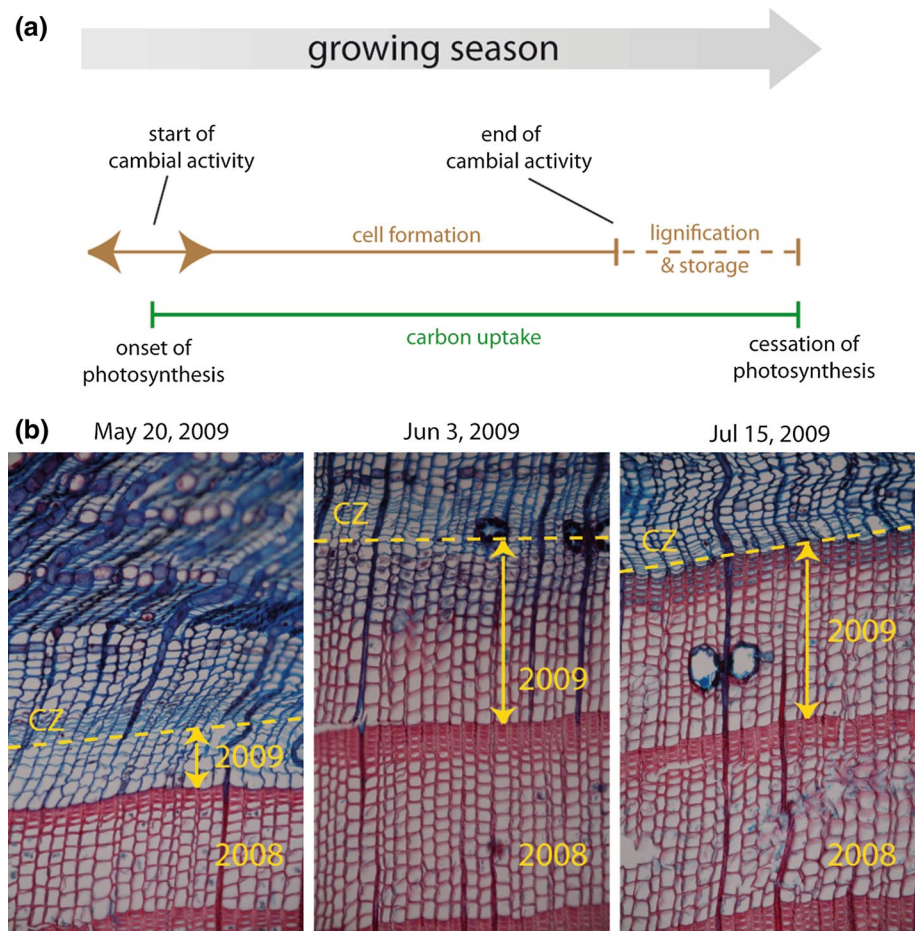 (a)
growing season
start of
cambial activity
end of
cambial activity
cell formation
lignification
& storage
carbon uptake
onset of
photosynthesis
cessation of
photosynthesis
(b)
May 20, 2009
Jun 3, 2009
Jul 15, 2009
CZ
2009
2008
CZ
2009
2008
CZ
2009
2008